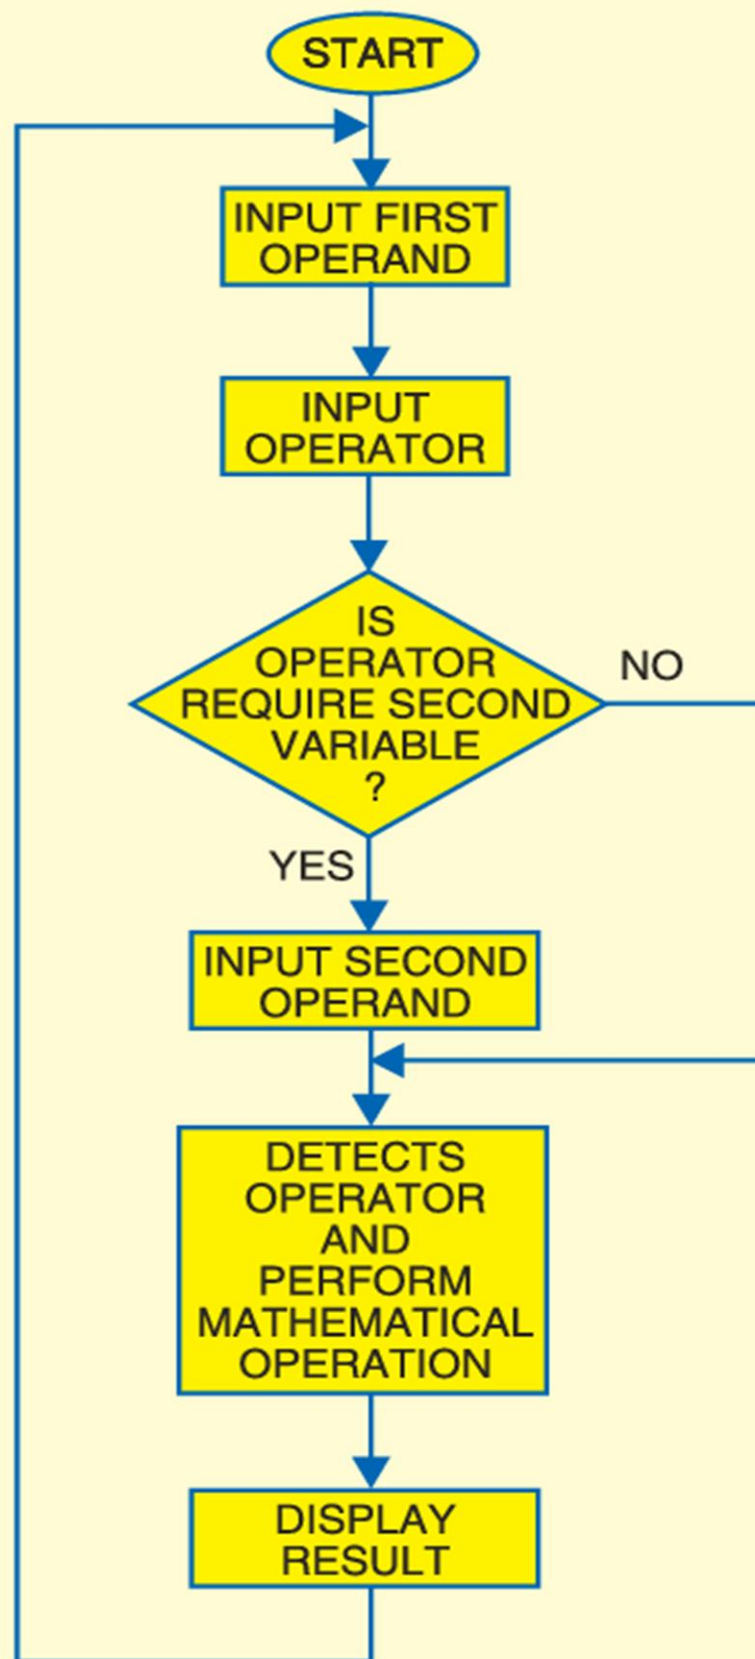 START
INPUT FIRST
OPERAND
INPUT
OPERATOR
IS
OPERATOR
REQUIRE SECOND
VARIABLE
?
NO
YES
INPUT SECOND
OPERAND
DETECTS
OPERATOR
AND
PERFORM
MATHEMATICAL
OPERATION
DISPLAY
RESULT